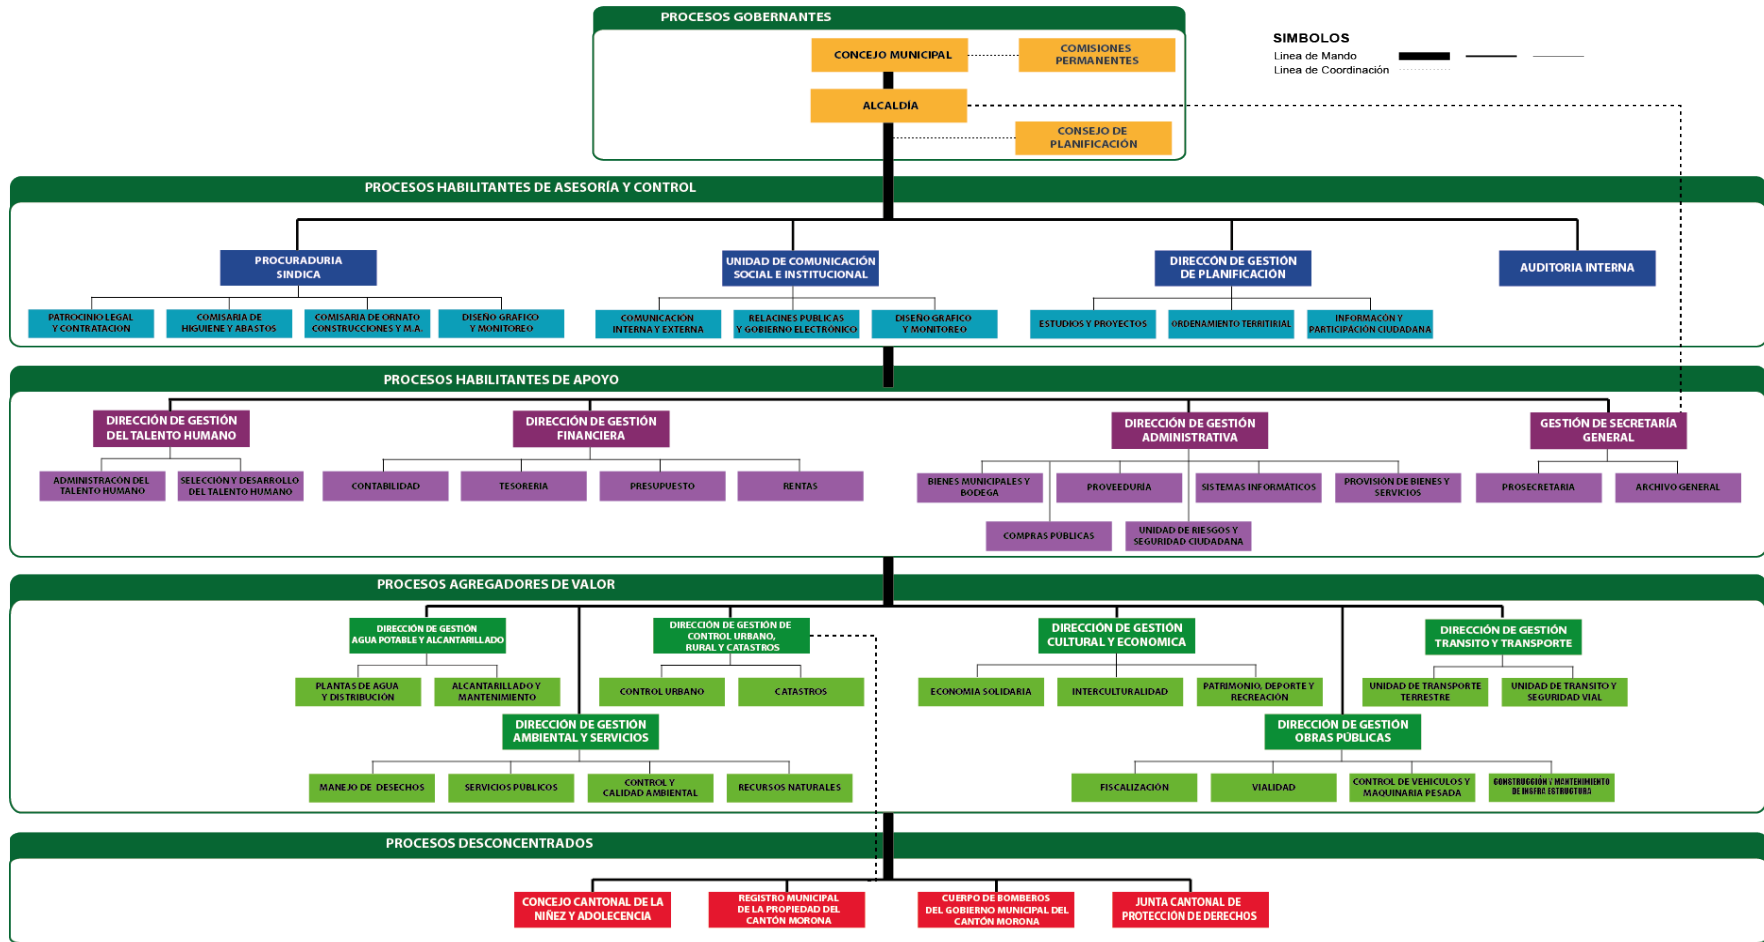 PROCESOS GOBERNANTES
CONCEJO MUNICIPAL
COMISIONES
PERMANENTES
ALCALDÍA
CONSEJO DE
PLANIFICACIÓN
SIMBOLOS
Linea de Mando
Linea de Coordinación
PROCESOS HABILITANTES DE ASESORÍA Y CONTROL
PROCURADURIA
SINDICA
UNIDAD DE COMUNICACIÓN
SOCIAL E INSTITUCIONAL
DIRECCÓN DE GESTIÓN
DE PLANIFICACIÓN
AUDITORIA INTERNA
PATROCINIO LEGAL
Y CONTRATACION
COMISARIA DE
HIGUIENE Y ABASTOS
COMISARIA DE ORNATO
CONSTRUCCIONES Y M.A.
DISEÑO GRAFICO
Y MONITOREO
COMUNICACIÓN
INTERNA Y EXTERNA
RELACINES PUBLICAS
Y GOBIERNO ELECTRÓNICO
DISEÑO GRAFICO
Y MONITOREO
ESTUDIOS Y PROYECTOS
ORDENAMIENTO TERRITIRIAL
INFORMACÓN Y
PARTICIPACIÓN CIUDADANA
PROCESOS HABILITANTES DE APOYO
DIRECCIÓN DE GESTIÓN
DEL TALENTO HUMANO
DIRECCIÓN DE GESTIÓN
FINANCIERA
DIRECCIÓN DE GESTIÓN
ADMINISTRATIVA
GESTIÓN DE SECRETARÍA
GENERAL
ADMINISTRACÓN DEL
TALENTO HUMANO
SELECCIÓN Y DESARROLLO
DEL TALENTO HUMANO
CONTABILIDAD
TESORERIA
PRESUPUESTO
RENTAS
BIENES MUNICIPALES Y
BODEGA
PROVEEDURÍA
SISTEMAS INFORMÁTICOS
PROVISIÓN DE BIENES Y
SERVICIOS
PROSECRETARIA
ARCHIVO GENERAL
COMPRAS PÚBLICAS
UNIDAD DE RIESGOS Y
SEGURIDAD CIUDADANA
PROCESOS AGREGADORES DE VALOR
DIRECCIÓN DE GESTIÓN
AGUA POTABLE Y ALCANTARILLADO
DIRECCIÓN DE GESTIÓN DE
CONTROL URBANO,
RURAL Y CATASTROS
DIRECCIÓN DE GESTIÓN
CULTURAL Y ECONOMICA
DIRECCIÓN DE GESTIÓN
TRANSITO Y TRANSPORTE
PLANTAS DE AGUA
Y DISTRIBUCIÓN
ALCANTARILLADO Y
MANTENIMIENTO
CONTROL URBANO
CATASTROS
ECONOMIA SOLIDARIA
INTERCULTURALIDAD
PATRIMONIO, DEPORTE Y
RECREACIÓN
UNIDAD DE TRANSPORTE
TERRESTRE
UNIDAD DE TRANSITO Y
SEGURIDAD VIAL
DIRECCIÓN DE GESTIÓN
AMBIENTAL Y SERVICIOS
DIRECCIÓN DE GESTIÓN
OBRAS PÚBLICAS
MANEJO DE DESECHOS
SERVICIOS PÚBLICOS
CONTROL Y
CALIDAD AMBIENTAL
RECURSOS NATURALES
FISCALIZACIÓN
VIALIDAD
CONTROL DE VEHICULOS Y
MAQUINARIA PESADA
CONSTRUCCIÓN Y MANTENIMIENTO
DE INGFRA ESTRUCTURA
PROCESOS DESCONCENTRADOS
CONCEJO CANTONAL DE LA
NIÑEZ Y ADOLECENCIA
REGISTRO MUNICIPAL
DE LA PROPIEDAD DEL
CANTÓN MORONA
CUERPO DE BOMBEROS
DEL GOBIERNO MUNICIPAL DEL
CANTÓN MORONA
JUNTA CANTONAL DE
PROTECCIÓN DE DERECHOS